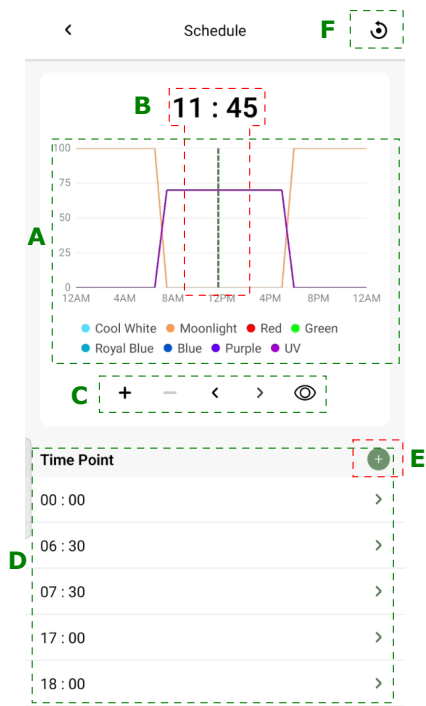 Schedule
F
B
11 : 45
A
100
75
50
25
0
12AM 4AM 8AM 12PM 4PM 8PM 12AM
Cool White Moonlight Red Green
Royal Blue Blue Purple UV
C
+ − < > 
Time Point
+
E
D
00 : 00
06 : 30
07 : 30
17 : 00
18 : 00